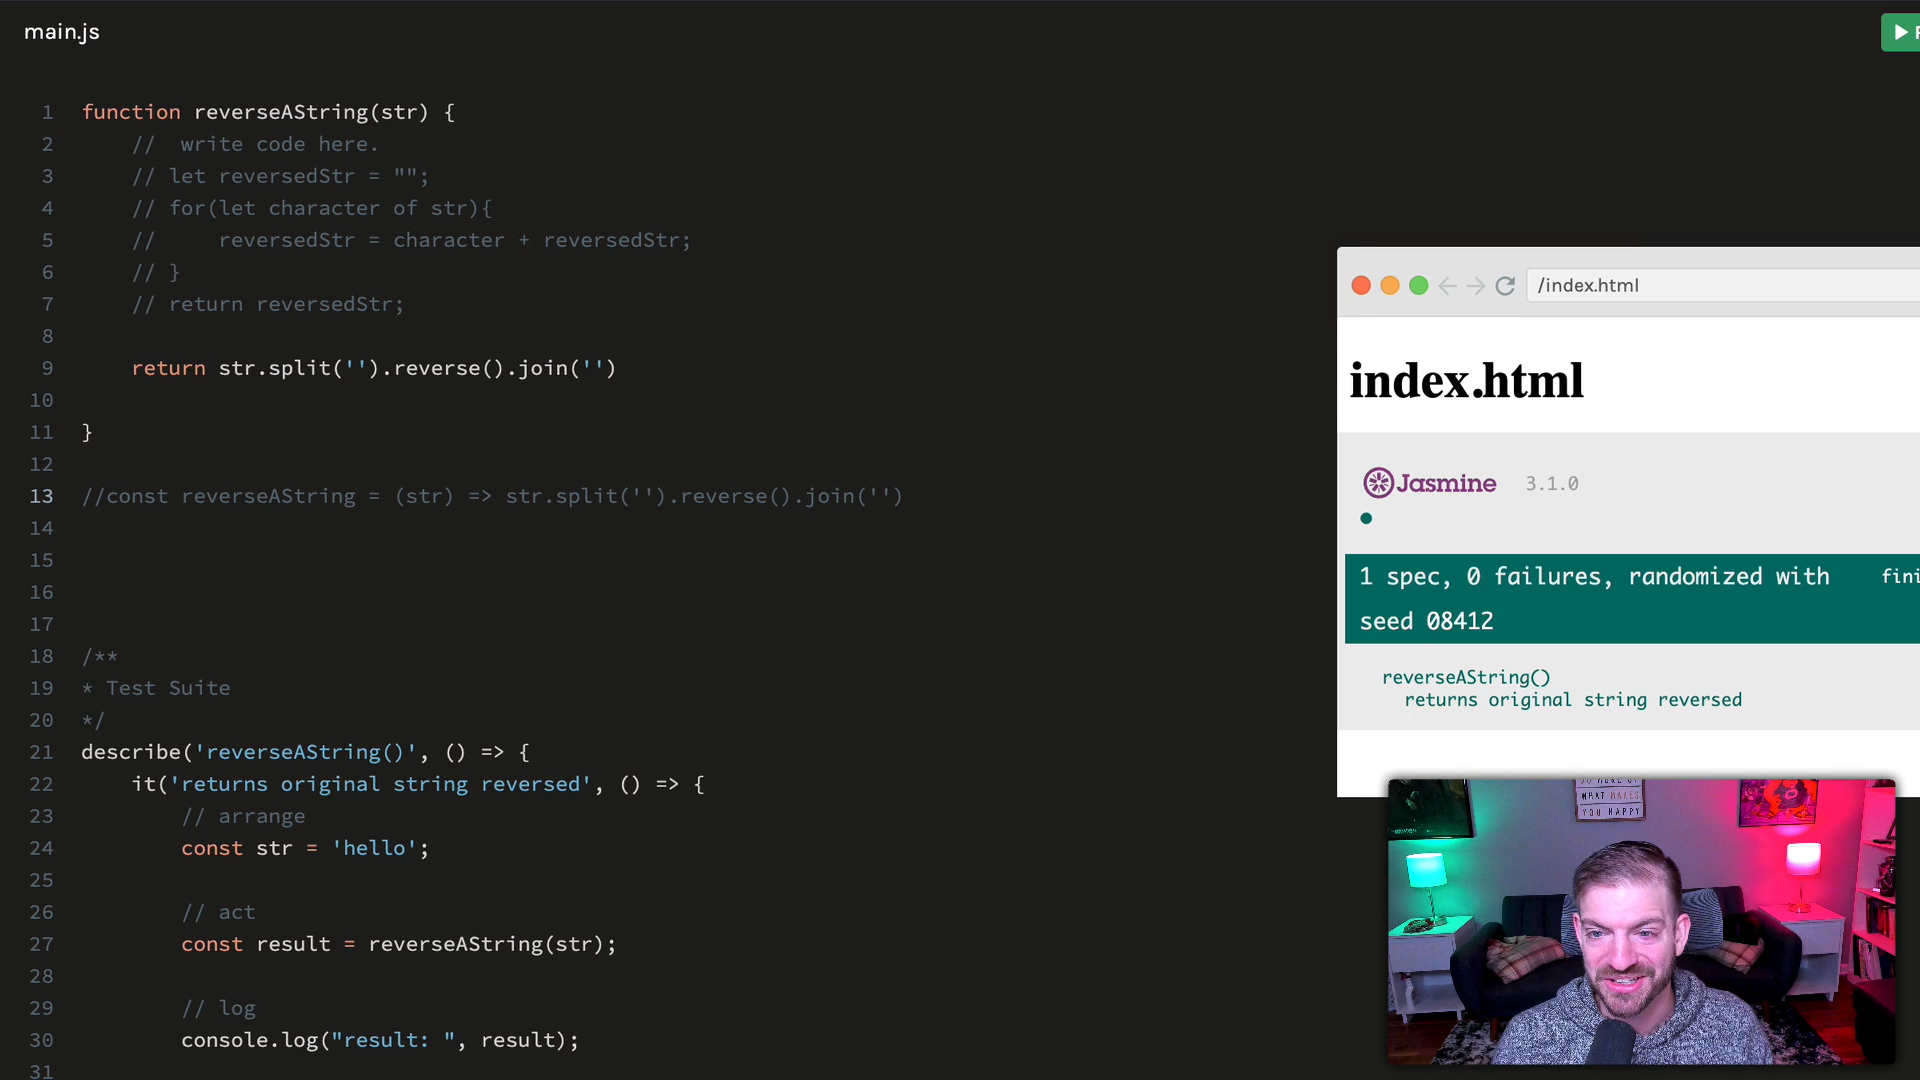 main.js
1 function reverseAString(str) {
2 //  write code here.
3 // let reversedStr = "";
4 // for(let character of str){
5 //     reversedStr = character + reversedStr;
6 // }
7 // return reversedStr;
8
9 return str.split('').reverse().join('')
10
11 }
12
13 //const reverseAString = (str) => str.split('').reverse().join('')
14
15
16
17
18 /**
19 * Test Suite
20 */
21 describe('reverseAString()', () => {
22 it('returns original string reversed', () => {
23 // arrange
24 const str = 'hello';
25
26 // act
27 const result = reverseAString(str);
28
29 // log
30 console.log("result: ", result);
31
/index.html
index.html
Jasmine 3.1.0
1 spec, 0 failures, randomized with
seed 08412
fini
reverseAString()
returns original string reversed
WHAT MAKES
YOU HAPPY